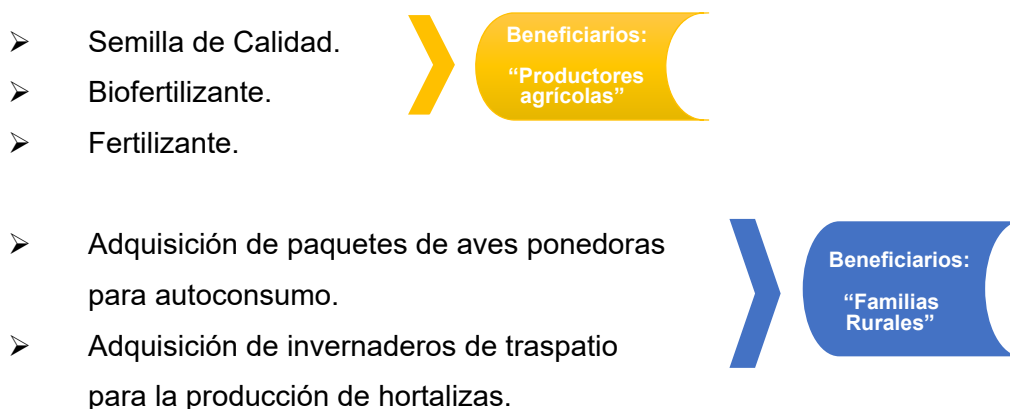 ➢ Semilla de Calidad.
➢ Biofertilizante.
➢ Fertilizante.
Beneficiarios:
“Productores
agrícolas”
➢ Adquisición de paquetes de aves ponedoras
para autoconsumo.
➢ Adquisición de invernaderos de traspatio
para la producción de hortalizas.
Beneficiarios:
“Familias
Rurales”